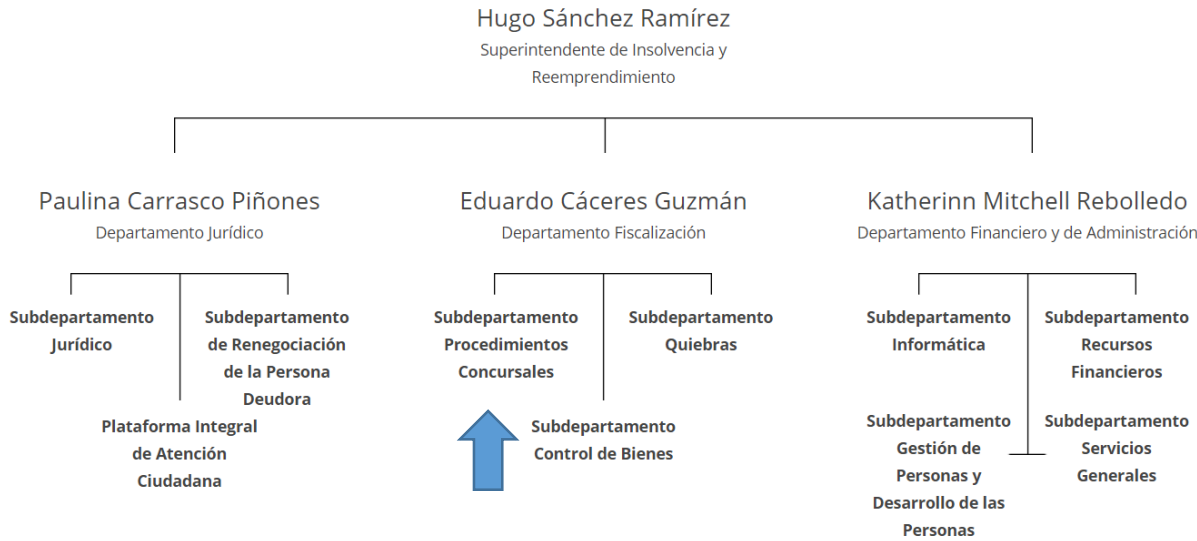 Hugo Sánchez Ramírez
Superintendente de Insolvencia y
Reemprendimiento
Paulina Carrasco Piñones
Departamento Jurídico
Subdepartamento
Jurídico
Subdepartamento
de Renegociación
de la Persona
Deudora
Plataforma Integral
de Atención
Ciudadana
Eduardo Cáceres Guzmán
Departamento Fiscalización
Subdepartamento
Procedimientos
Concursales
Subdepartamento
Quiebras
Subdepartamento
Control de Bienes
Katherinn Mitchell Rebolledo
Departamento Financiero y de Administración
Subdepartamento
Informática
Subdepartamento
Recursos
Financieros
Subdepartamento
Gestión de
Personas y
Desarrollo de las
Personas
Subdepartamento
Servicios
Generales